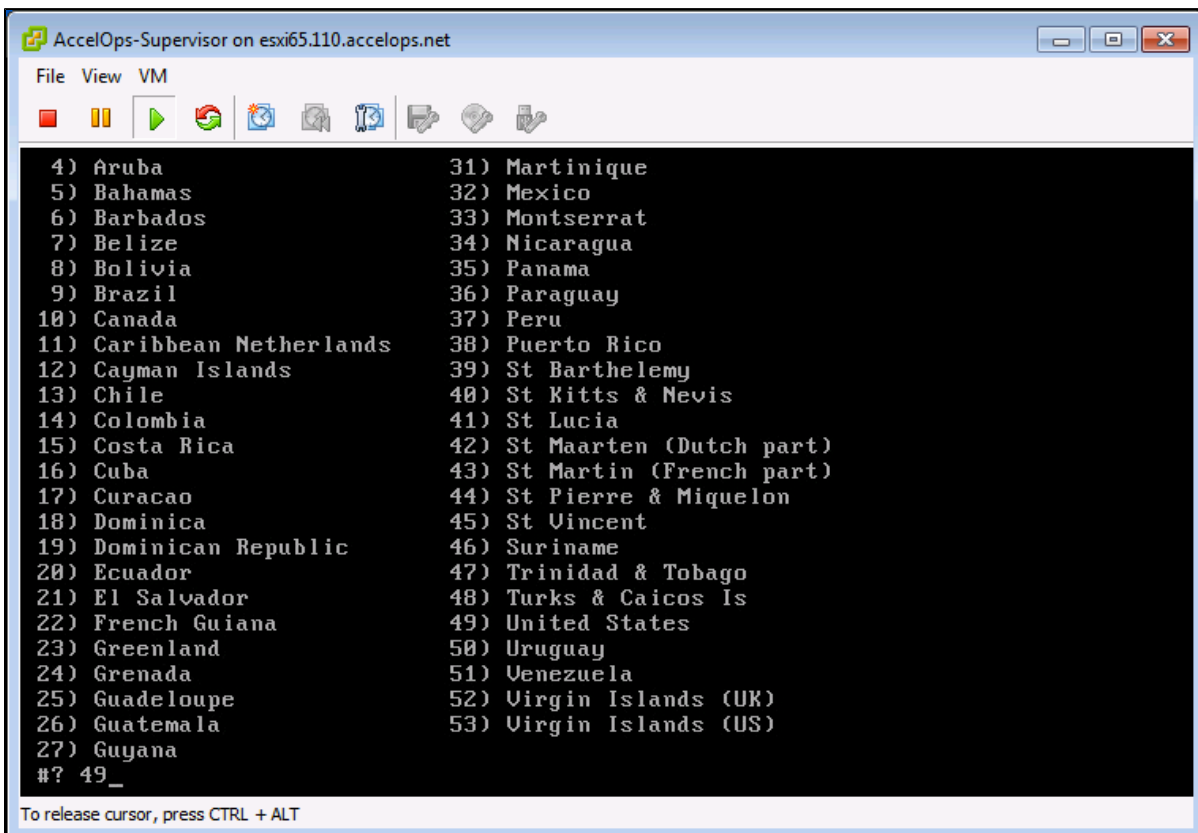 AccelOps-Supervisor on esxi65.110.accelops.net
File View VM
4) Aruba 31) Martinique
5) Bahamas 32) Mexico
6) Barbados 33) Montserrat
7) Belize 34) Nicaragua
8) Bolivia 35) Panama
9) Brazil 36) Paraguay
10) Canada 37) Peru
11) Caribbean Netherlands 38) Puerto Rico
12) Cayman Islands 39) St Barthelemy
13) Chile 40) St Kitts & Nevis
14) Colombia 41) St Lucia
15) Costa Rica 42) St Maarten (Dutch part)
16) Cuba 43) St Martin (French part)
17) Curacao 44) St Pierre & Miquelon
18) Dominica 45) St Vincent
19) Dominican Republic 46) Suriname
20) Ecuador 47) Trinidad & Tobago
21) El Salvador 48) Turks & Caicos Is
22) French Guiana 49) United States
23) Greenland 50) Uruguay
24) Grenada 51) Venezuela
25) Guadeloupe 52) Virgin Islands (UK)
26) Guatemala 53) Virgin Islands (US)
27) Guyana
#? 49_
To release cursor, press CTRL + ALT